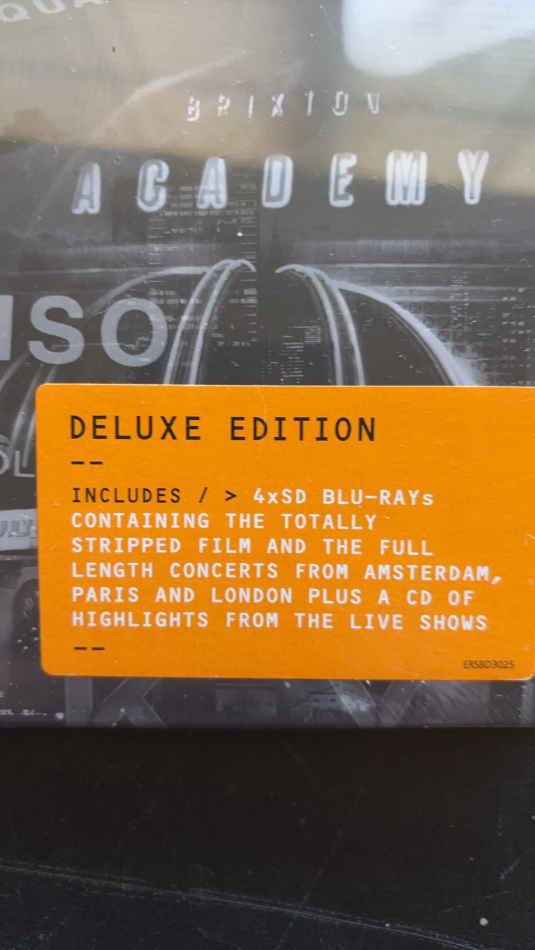 BRIXTON
ACADEMY
ISO
DELUXE EDITION
--
INCLUDES / > 4xSD BLU-RAYs
CONTAINING THE TOTALLY
STRIPPED FILM AND THE FULL
LENGTH CONCERTS FROM AMSTERDAM,
PARIS AND LONDON PLUS A CD OF
HIGHLIGHTS FROM THE LIVE SHOWS
--
ERSBD3025